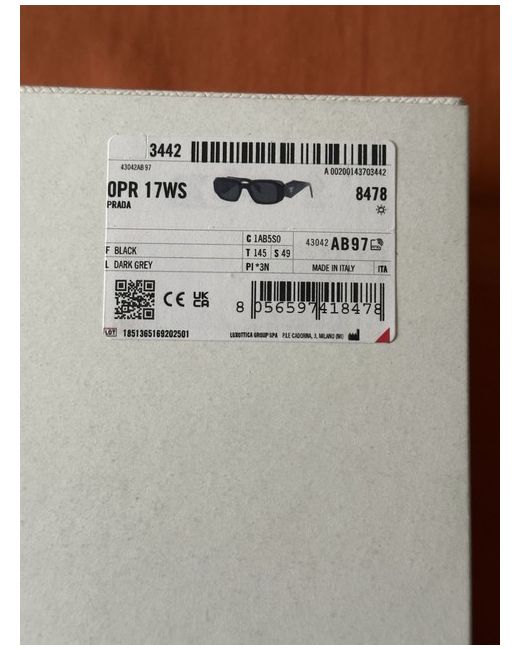 3442
43042AB97
A 00200143703442
0PR 17WS
8478
PRADA
C 1AB5S0
43042 AB97
F BLACK
T 145 S 49
L DARK GREY
PI *3N
MADE IN ITALY
ITA
CE UK CA
8 056597 418478
LOT 1851365169202501
LUXOTTICA GROUP SPA P.LE CADORNA, 3, MILANO (MI)